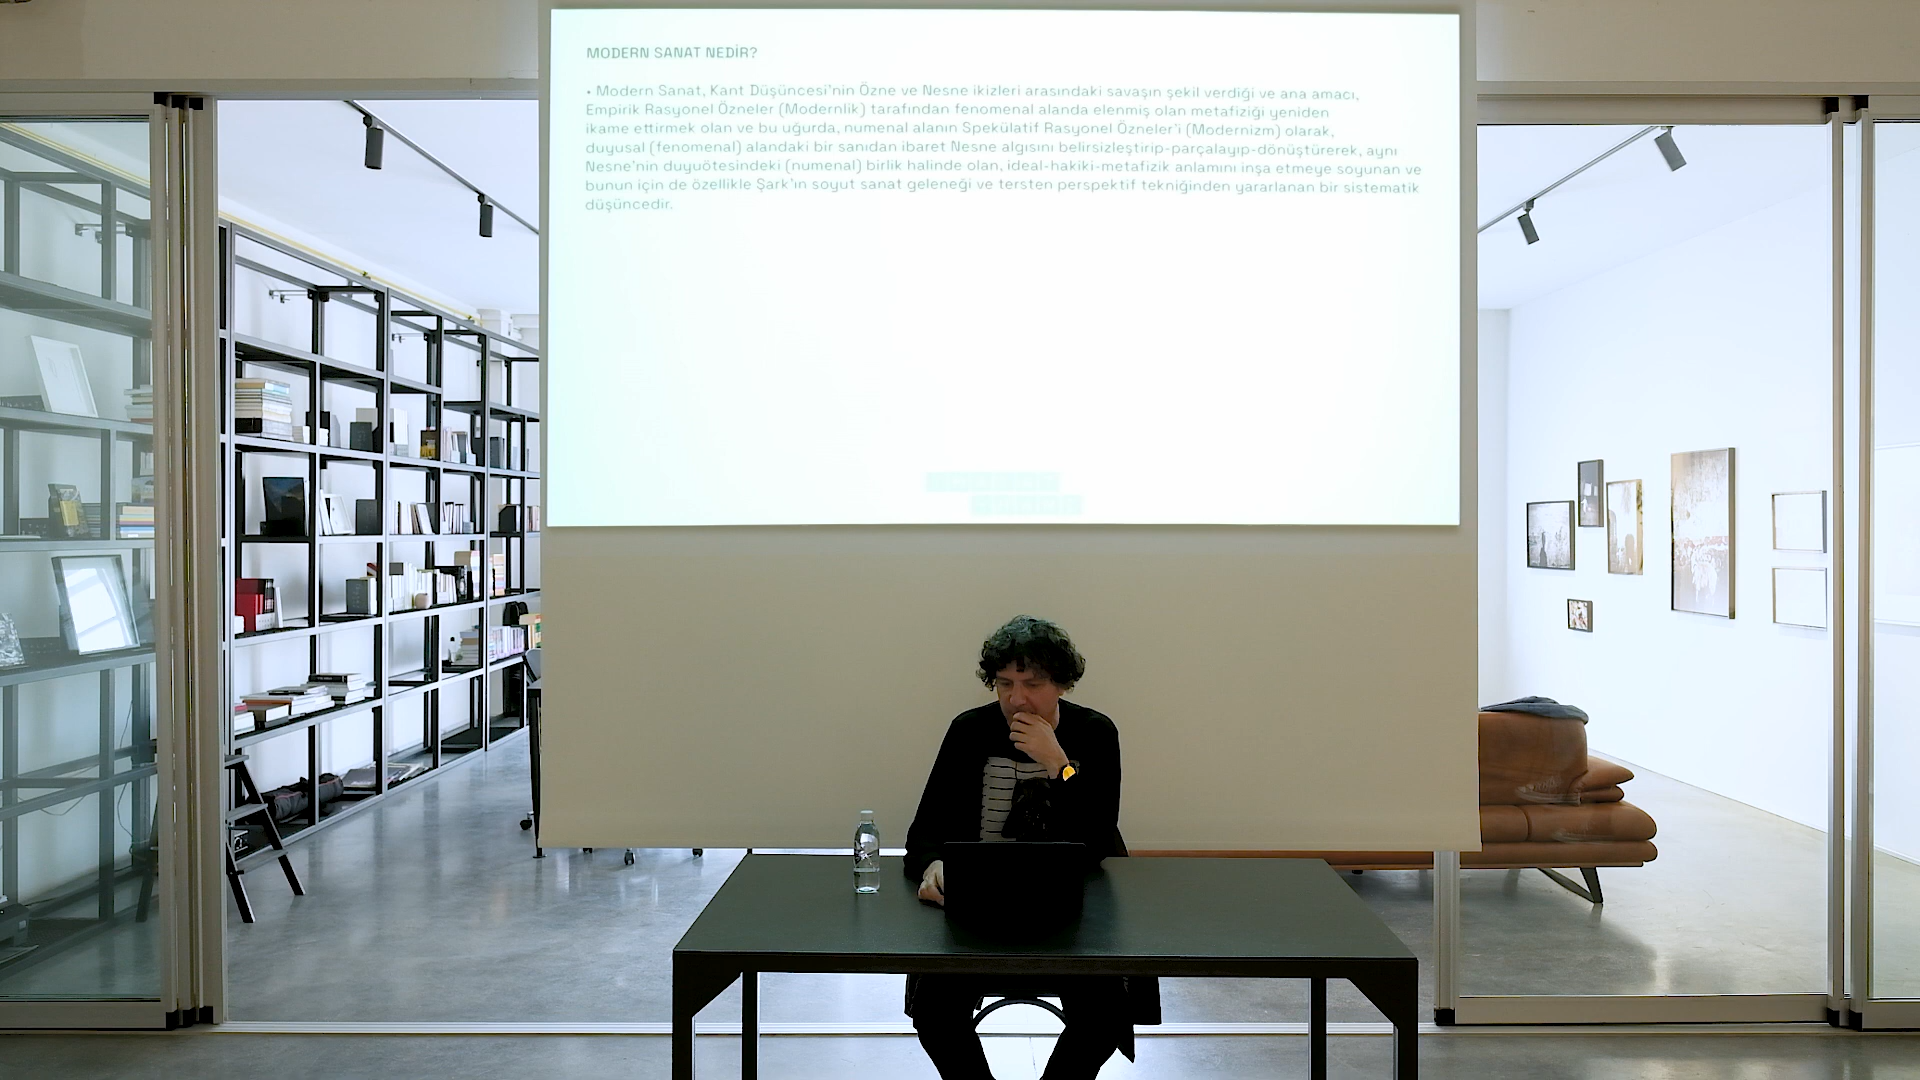 MODERN SANAT NEDİR?
• Modern Sanat, Kant Düşüncesi'nin Özne ve Nesne ikizleri arasındaki savaşın şekil verdiği ve ana amacı,
Empirik Rasyonel Özneler (Modernlik) tarafından fenomenal alanda elenmiş olan metafiziği yeniden
ikame ettirmek olan ve bu uğurda, numenal alanın Spekülatif Rasyonel Özneler'i (Modernizm) olarak,
duyusal (fenomenal) alandaki bir sanıdan ibaret Nesne algısını belirsizleştirip-parçalayıp-dönüştürerek, aynı
Nesne'nin duyuötesindeki (numenal) birlik halinde olan, ideal-hakiki-metafizik anlamını inşa etmeye soyunan ve
bunun için de özellikle Şark'ın soyut sanat geleneği ve tersten perspektif tekniğinden yararlanan bir sistematik
düşüncedir.